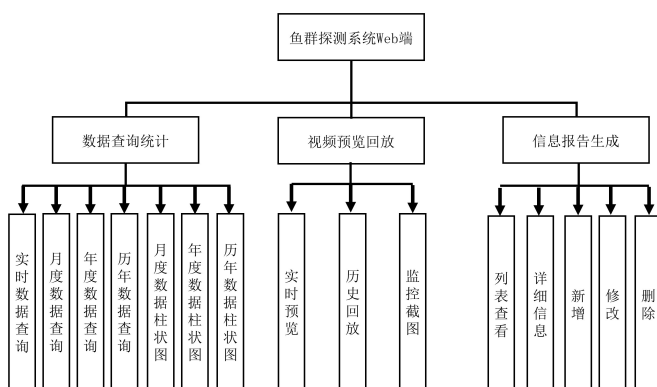 鱼群探测系统Web端
数据查询统计
视频预览回放
信息报告生成
实时数据查询
月度数据查询
年度数据查询
历年数据查询
月度数据柱状图
年度数据柱状图
历年数据柱状图
实时预览
历史回放
监控截图
列表查看
详细信息
新增
修改
删除